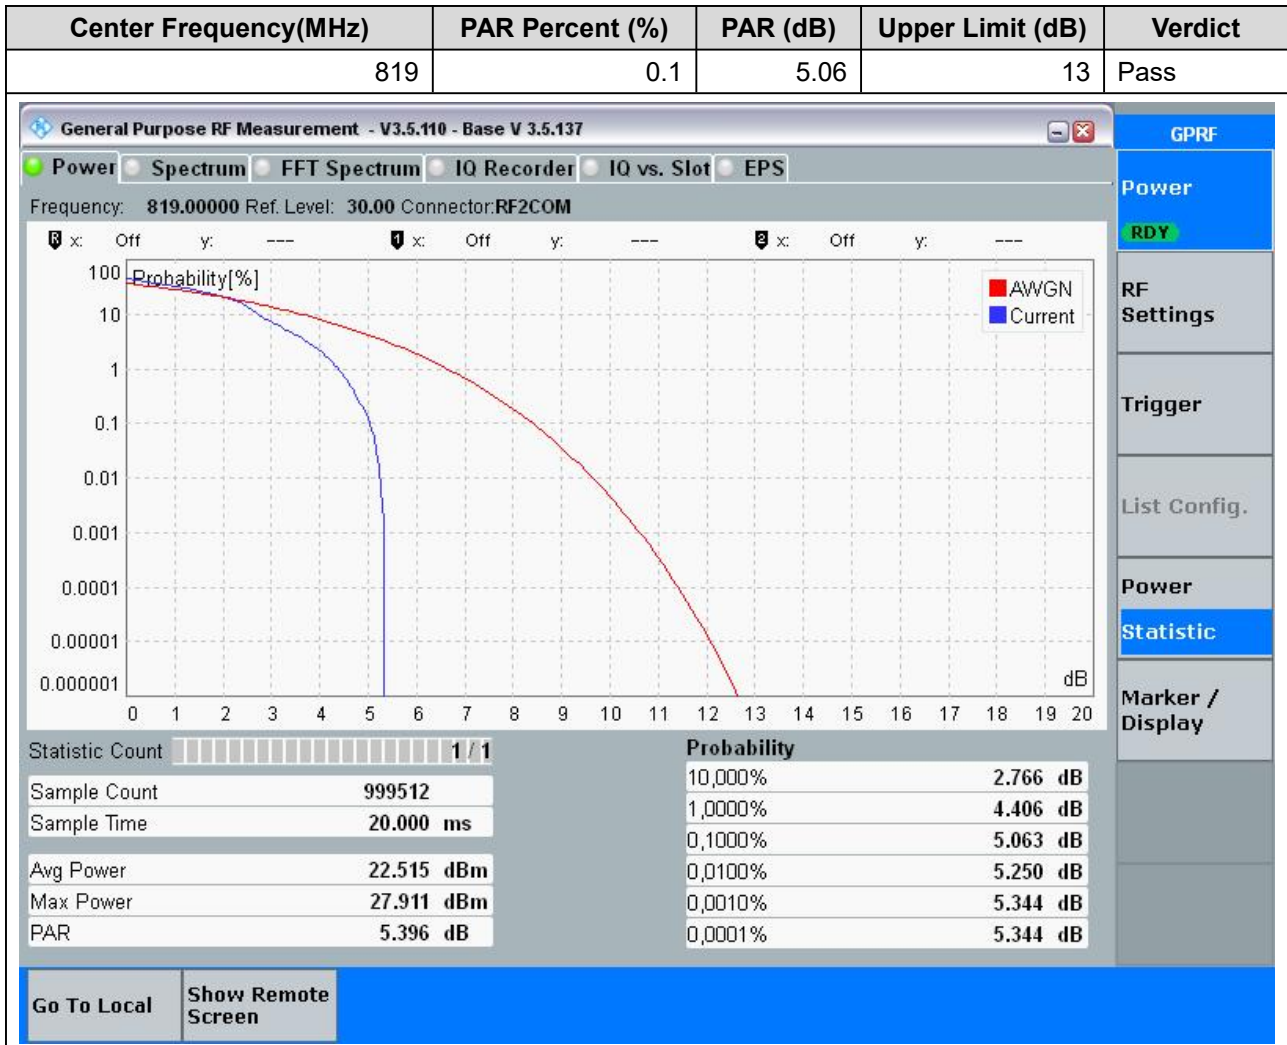 Center Frequency(MHz) PAR Percent (%) PAR (dB) Upper Limit (dB) Verdict
819 0.1 5.06 13 Pass
General Purpose RF Measurement - V3.5.110 - Base V 3.5.137
GPRF
Power Spectrum FFT Spectrum IQ Recorder IQ vs. Slot EPS
Frequency: 819.00000 Ref. Level: 30.00 Connector:RF2COM
R x: Off y: --- 1 x: Off y: --- 2 x: Off y: ---
Probability[%]
AWGN
Current
100
10
1
0.1
0.01
0.001
0.0001
0.00001
0.000001
dB
0 1 2 3 4 5 6 7 8 9 10 11 12 13 14 15 16 17 18 19 20
Statistic Count 1 / 1
Sample Count 999512
Sample Time 20.000 ms
Avg Power 22.515 dBm
Max Power 27.911 dBm
PAR 5.396 dB
Probability
10,000% 2.766 dB
1,0000% 4.406 dB
0,1000% 5.063 dB
0,0100% 5.250 dB
0,0010% 5.344 dB
0,0001% 5.344 dB
Power
RDY
RF
Settings
Trigger
List Config.
Power
Statistic
Marker /
Display
Go To Local
Show Remote
Screen